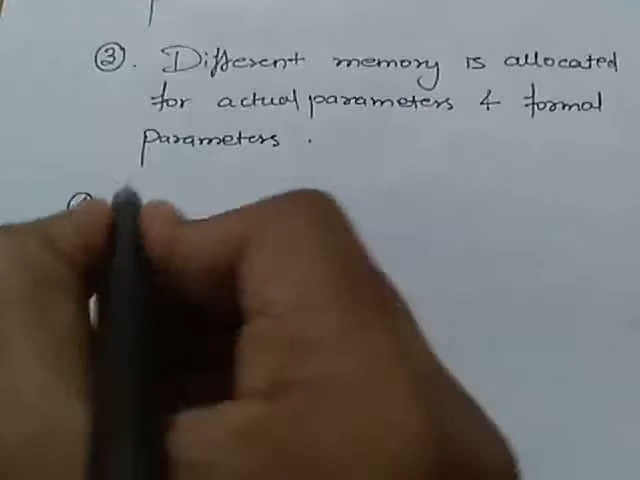 ③. Different memory is allocated
for actual parameters & formal
parameters .